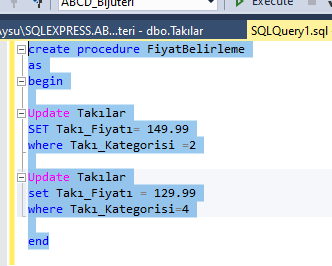 ABCD_Bijuteri
Execute
Aysu\SQLEXPRESS.AB...teri - dbo.Takılar
SQLQuery1.sql
create procedure FiyatBelirleme
as
begin
Update Takılar
SET Takı_Fiyatı= 149.99
where Takı_Kategorisi =2
Update Takılar
set Takı_Fiyatı = 129.99
where Takı_Kategorisi=4
end